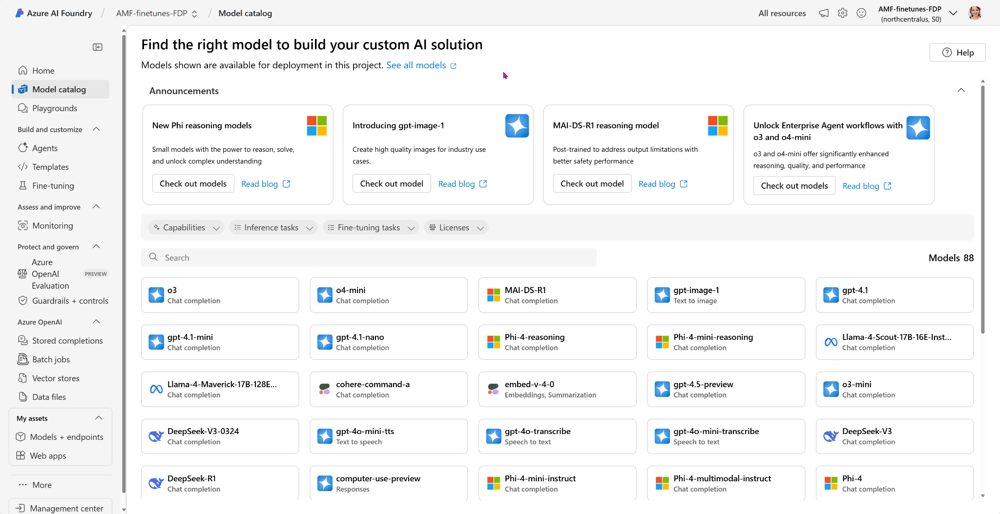 Azure AI Foundry / AMF-finetunes-FDP / Model catalog
All resources
AMF-finetunes-FDP
(northcentralus, S0)
Home
Model catalog
Playgrounds
Build and customize
Agents
Templates
Fine-tuning
Assess and improve
Monitoring
Protect and govern
Azure
OpenAI
Evaluation
PREVIEW
Guardrails + controls
Azure OpenAI
Stored completions
Batch jobs
Vector stores
Data files
My assets
Models + endpoints
Web apps
More
Management center
Find the right model to build your custom AI solution
Models shown are available for deployment in this project. See all models
Help
Announcements
New Phi reasoning models
Small models with the power to reason, solve,
and unlock complex understanding
Check out models
Read blog
Introducing gpt-image-1
Create high quality images for industry use
cases.
Check out model
Read blog
MAI-DS-R1 reasoning model
Post-trained to address output limitations with
better safety performance
Check out model
Read blog
Unlock Enterprise Agent workflows with
o3 and o4-mini
o3 and o4-mini offer significantly enhanced
reasoning, quality, and performance
Check out models
Read blog
Capabilities
Inference tasks
Fine-tuning tasks
Licenses
Search
Models 88
o3
Chat completion
o4-mini
Chat completion
MAI-DS-R1
Chat completion
gpt-image-1
Text to image
gpt-4.1
Chat completion
gpt-4.1-mini
Chat completion
gpt-4.1-nano
Chat completion
Phi-4-reasoning
Chat completion
Phi-4-mini-reasoning
Chat completion
Llama-4-Scout-17B-16E-Inst...
Chat completion
Llama-4-Maverick-17B-128E...
Chat completion
cohere-command-a
Chat completion
embed-v-4-0
Embeddings, Summarization
gpt-4.5-preview
Chat completion
o3-mini
Chat completion
DeepSeek-V3-0324
Chat completion
gpt-4o-mini-tts
Text to speech
gpt-4o-transcribe
Speech to text
gpt-4o-mini-transcribe
Speech to text
DeepSeek-V3
Chat completion
DeepSeek-R1
Chat completion
computer-use-preview
Responses
Phi-4-mini-instruct
Chat completion
Phi-4-multimodal-instruct
Chat completion
Phi-4
Chat completion